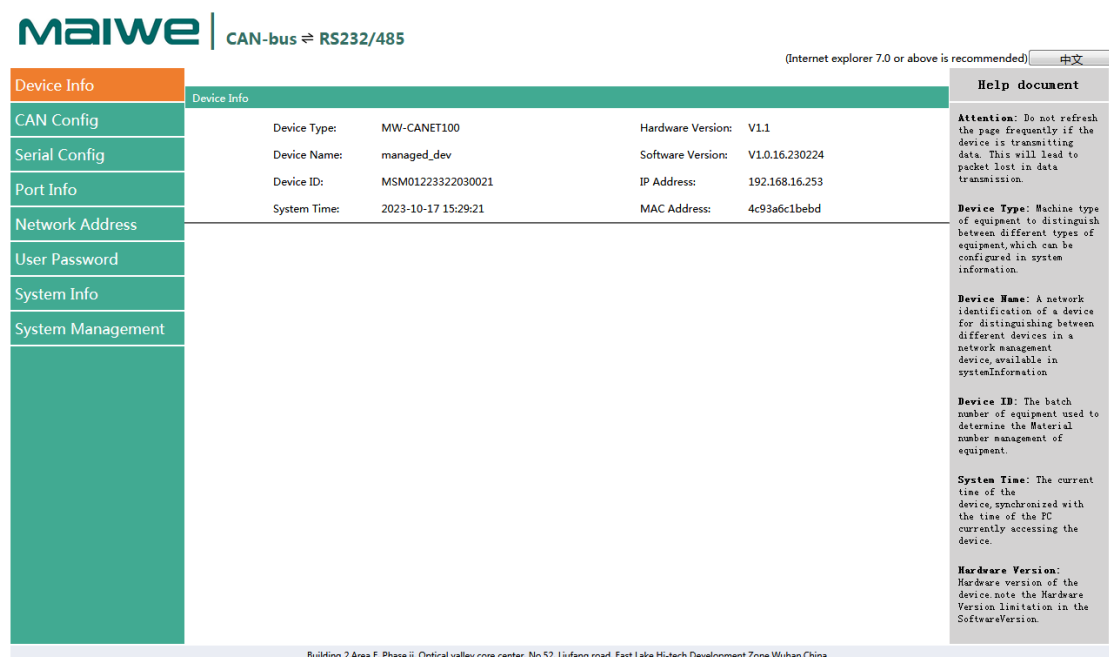 maiwe
CAN-bus ⇌ RS232/485
(Internet explorer 7.0 or above is recommended) 中文
Device Info
CAN Config
Serial Config
Port Info
Network Address
User Password
System Info
System Management
Device Info
Device Type: MW-CANET100 Hardware Version: V1.1
Device Name: managed_dev Software Version: V1.0.16.230224
Device ID: MSM01223322030021 IP Address: 192.168.16.253
System Time: 2023-10-17 15:29:21 MAC Address: 4c93a6c1bebd
Help document
Attention: Do not refresh
the page frequently if the
device is transmitting
data. This will lead to
packet lost in data
transmission.
Device Type: Machine type
of equipment to distinguish
between different types of
equipment,which can be
configured in system
information.
Device Name: A network
identification of a device
for distinguishing between
different devices in a
network management
device,available in
systemInformation
Device ID: The batch
number of equipment used to
determine the Material
number management of
equipment.
System Time: The current
time of the
device,synchronized with
the time of the PC
currently accessing the
device.
Hardware Version:
Hardware version of the
device.note the Hardware
Version limitation in the
SoftwareVersion.
Building 2,Area E, Phase ii, Optical valley core center, No.52, Liufang road, East Lake Hi-tech Development Zone,Wuhan,China